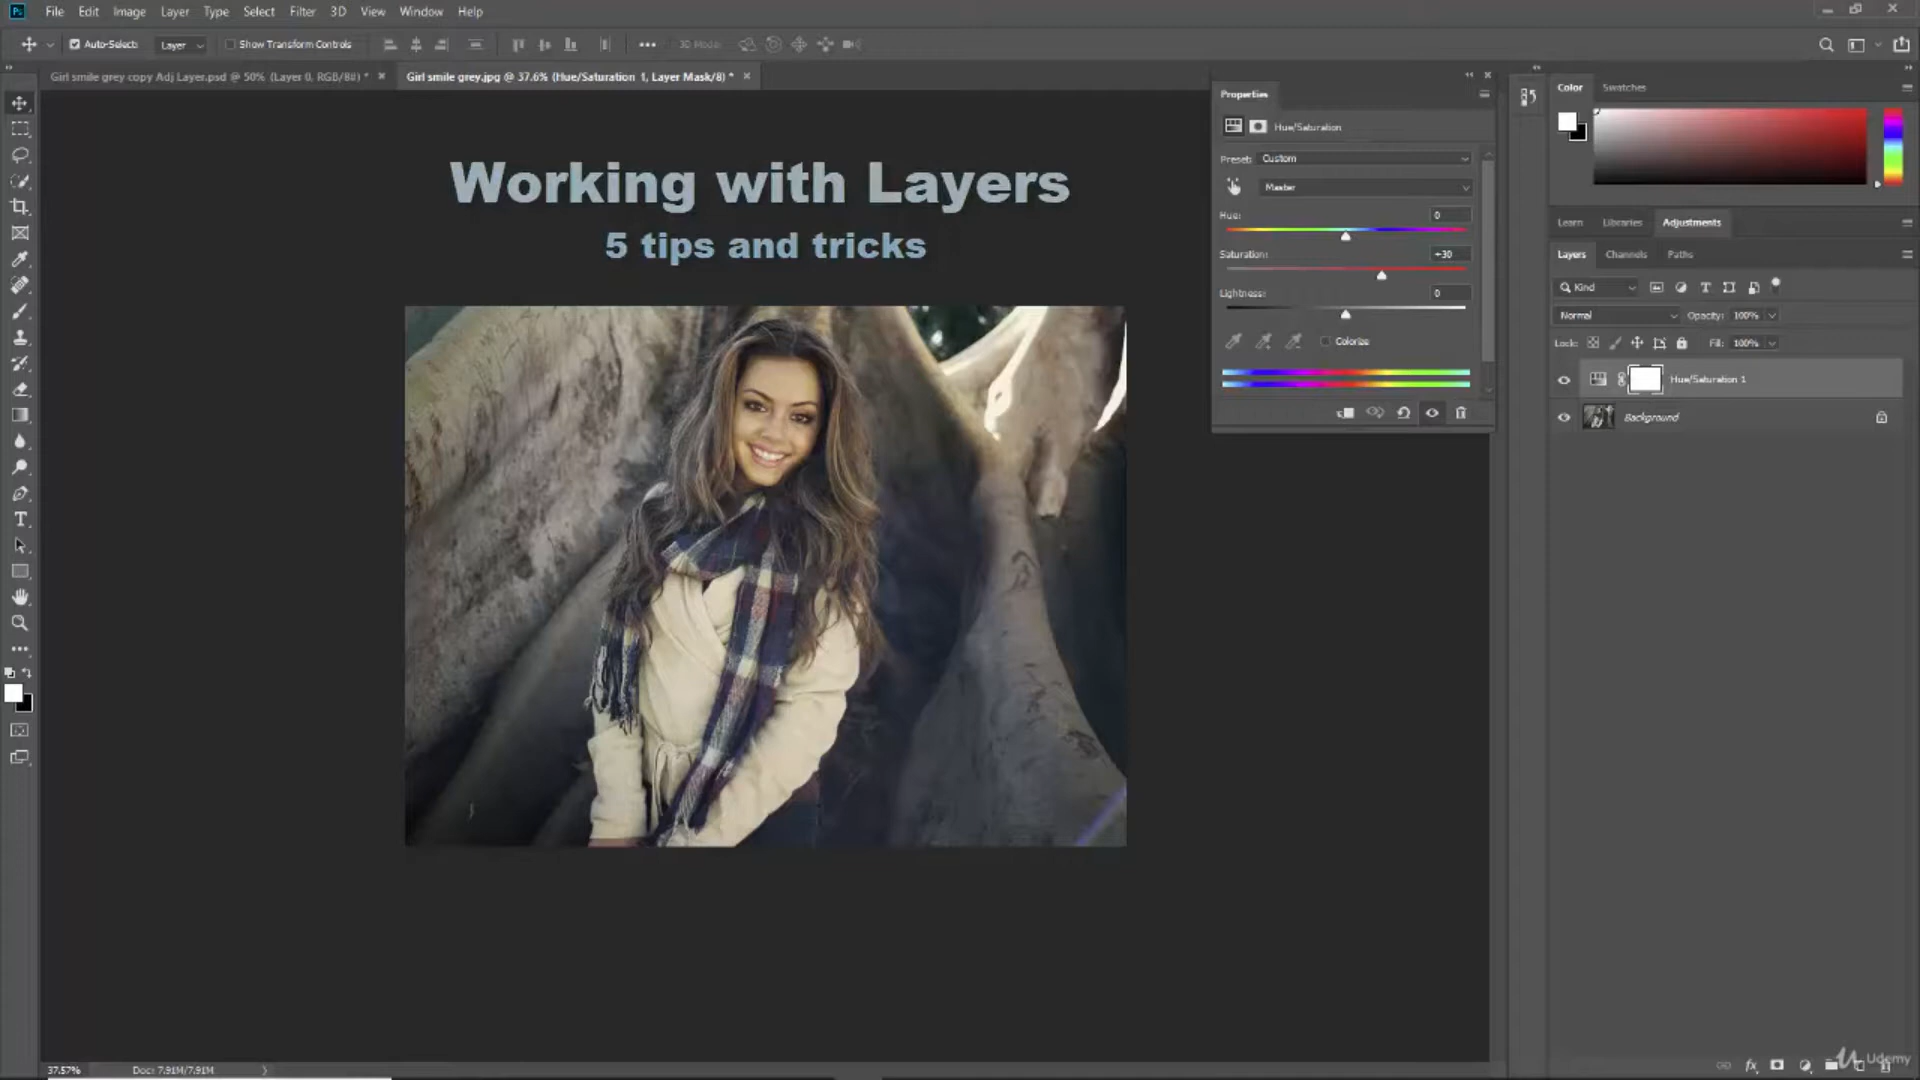 Ps File Edit Image Layer Type Select Filter 3D View Window Help
Auto-Select: Layer Show Transform Controls 3D Mode
Girl smile grey copy Adj Layer.psd @ 50% (Layer 0, RGB/8#) * Girl smile grey.jpg @ 37.6% (Hue/Saturation 1, Layer Mask/8) *
Working with Layers
5 tips and tricks
Properties
Hue/Saturation
Preset: Custom
Master
Hue: 0
Saturation: +30
Lightness: 0
Colorize
Color Swatches
Learn Libraries Adjustments
Layers Channels Paths
Kind
Normal Opacity: 100%
Lock: Fill: 100%
Hue/Saturation 1
Background
37.57% Doc: 7.91M/7.91M
Udemy